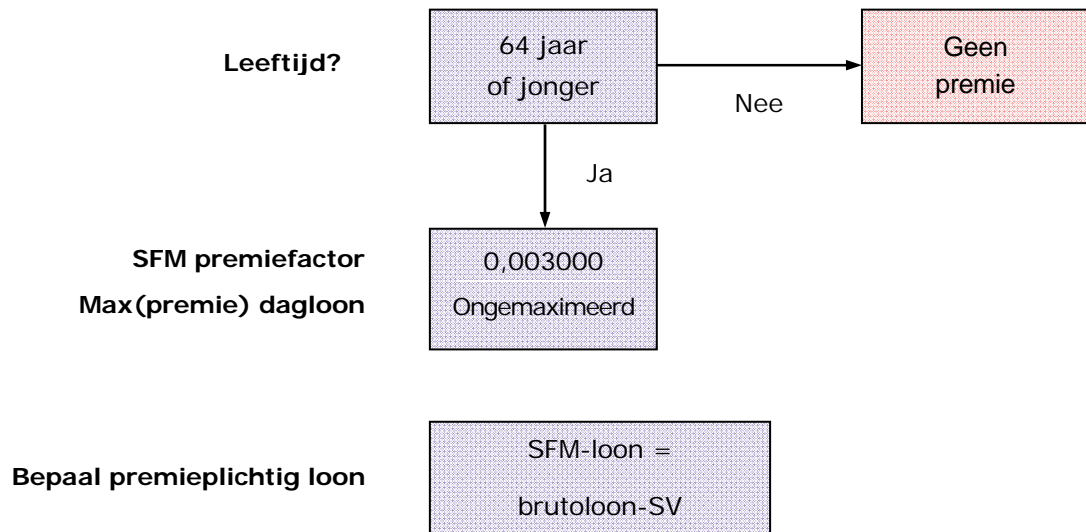 Leeftijd?
64 jaar
of jonger
Nee
Geen
premie
Ja
SFM premiefactor
Max(premie) dagloon
0,003000
Ongemaximeerd
Bepaal premieplichtig loon
SFM-loon =
brutoloon-SV